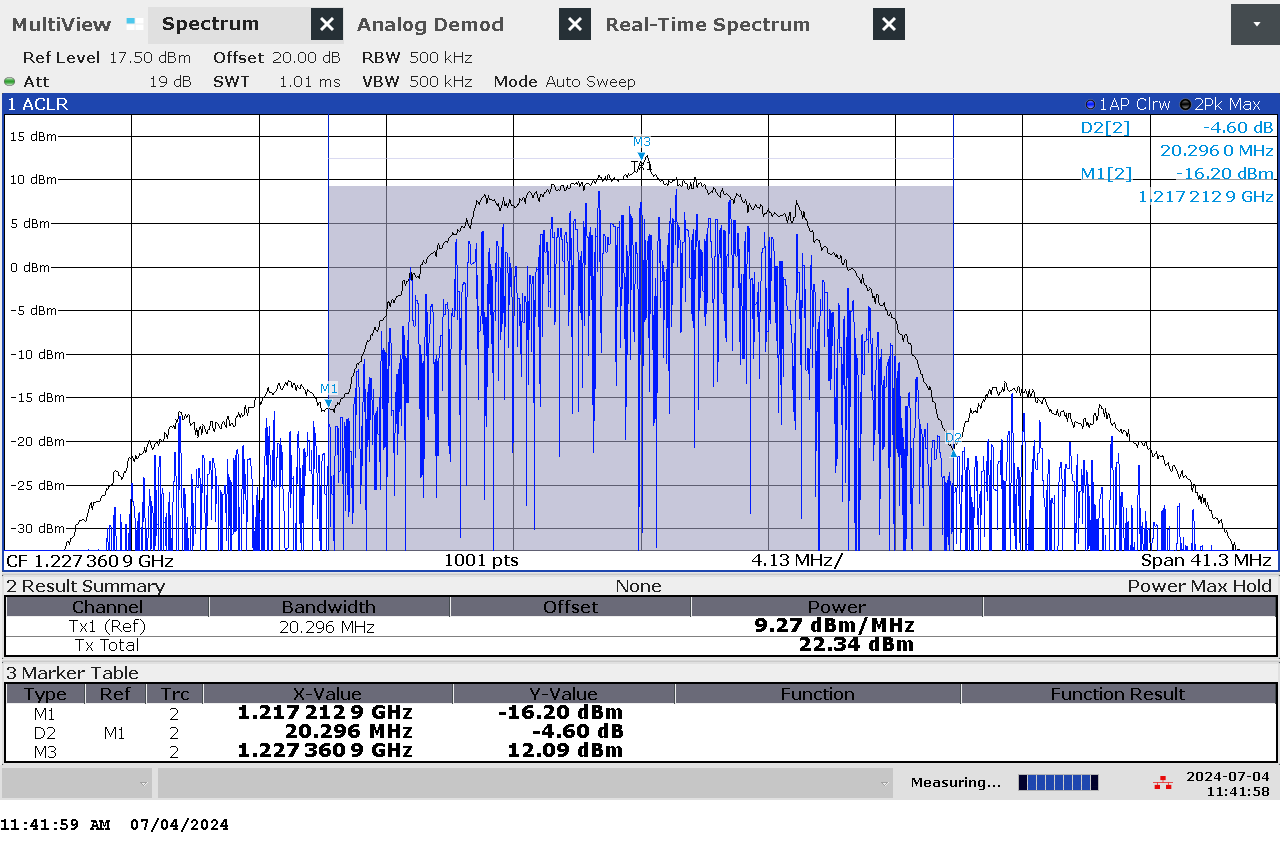 MultiView Spectrum Analog Demod Real-Time Spectrum
Ref Level 17.50 dBm Offset 20.00 dB RBW 500 kHz
Att 19 dB SWT 1.01 ms VBW 500 kHz Mode Auto Sweep
1 ACLR 1AP Clrw 2Pk Max
D2[2] -4.60 dB
20.296 0 MHz
M1[2] -16.20 dBm
1.217 212 9 GHz
15 dBm
M3
10 dBm
5 dBm
0 dBm
-5 dBm
-10 dBm
M1
-15 dBm
-20 dBm
D2
-25 dBm
-30 dBm
CF 1.227 360 9 GHz 1001 pts 4.13 MHz/ Span 41.3 MHz
2 Result Summary None Power Max Hold
Channel Bandwidth Offset Power
Tx1 (Ref) 20.296 MHz 9.27 dBm/MHz
Tx Total 22.34 dBm
3 Marker Table
Type Ref Trc X-Value Y-Value Function Function Result
M1 2 1.217 212 9 GHz -16.20 dBm
D2 M1 2 20.296 MHz -4.60 dB
M3 2 1.227 360 9 GHz 12.09 dBm
Measuring... 2024-07-04
11:41:58
11:41:59 AM 07/04/2024